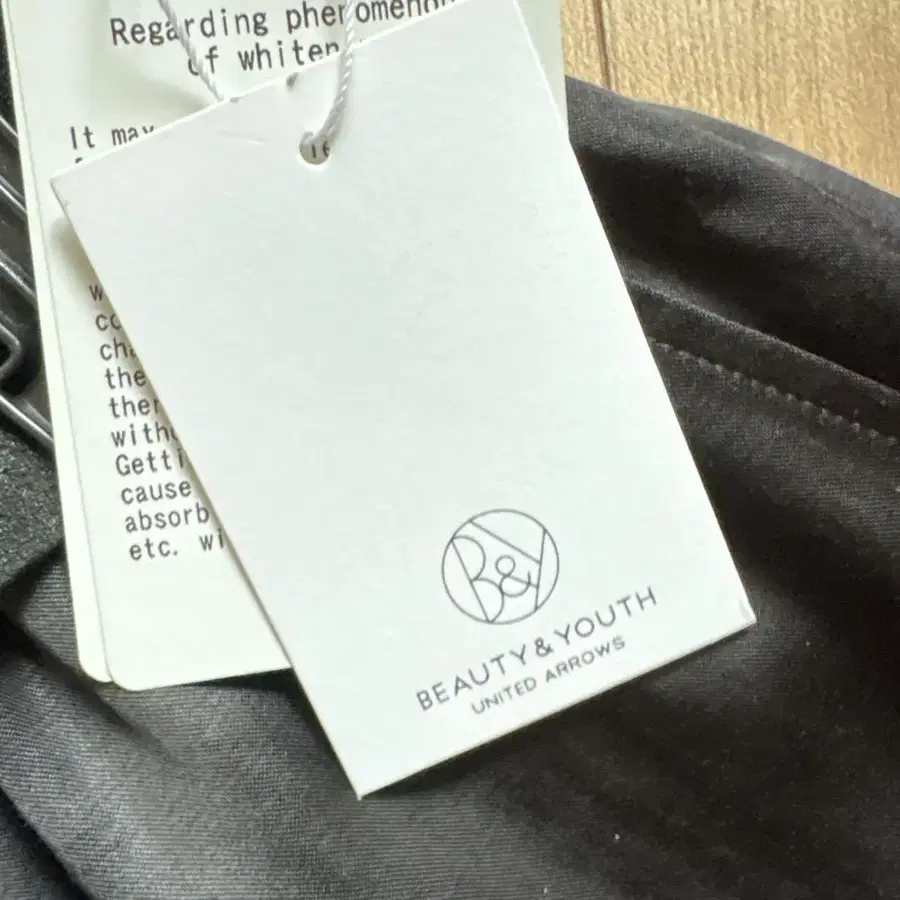 Regarding phenomenon
of whiten
It may
w
co
cha
the
ther
with
Getti
cause
absorb
etc. wi
B&Y
BEAUTY&YOUTH
UNITED ARROWS